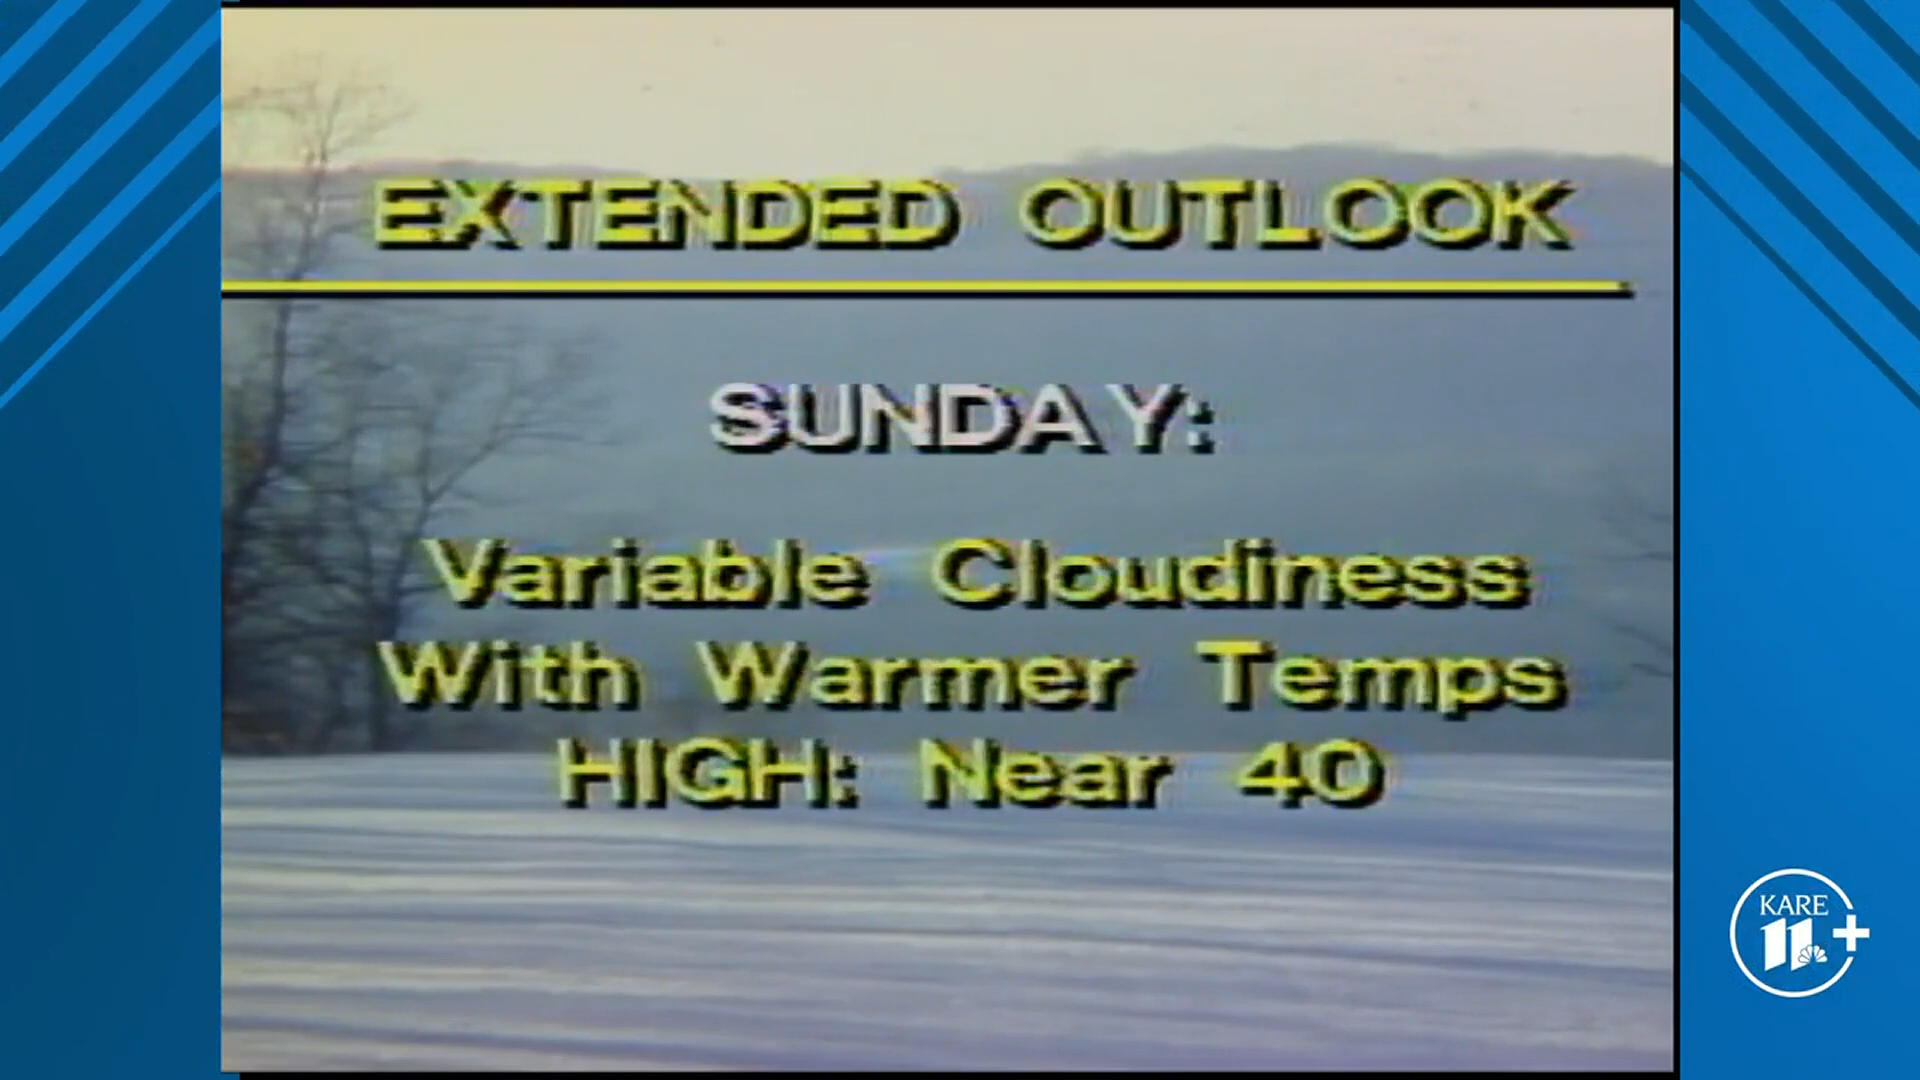 EXTENDED OUTLOOK
SUNDAY:
Variable Cloudiness
With Warmer Temps
HIGH: Near 40
KARE
11+